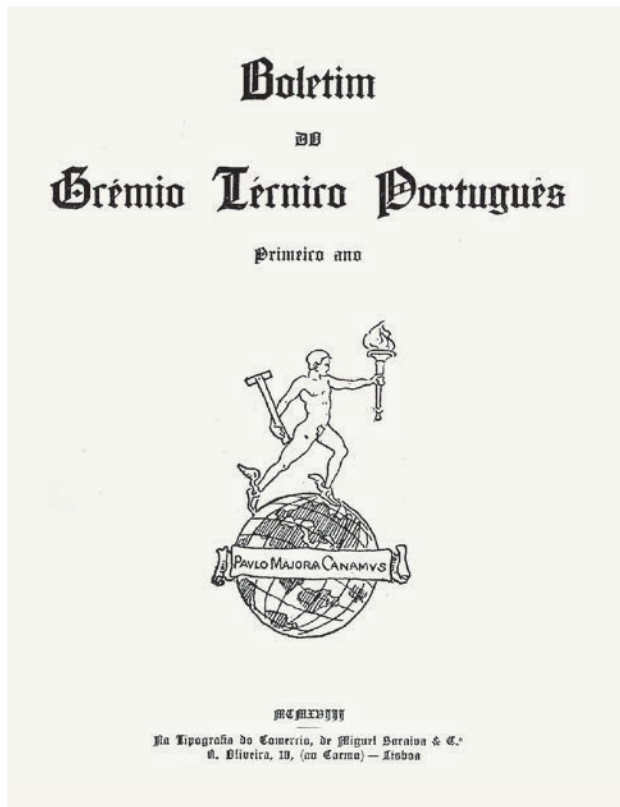 Boletim
DO
Grémio Técnico Português
Primeiro ano
PAVLO MAJORA CANAMVS
MCMXVIII
Na Tipografia do Comercio, de Miguel Saraiva & C.ª
R. Oliveira, 10, (ao Carmo) — Lisboa